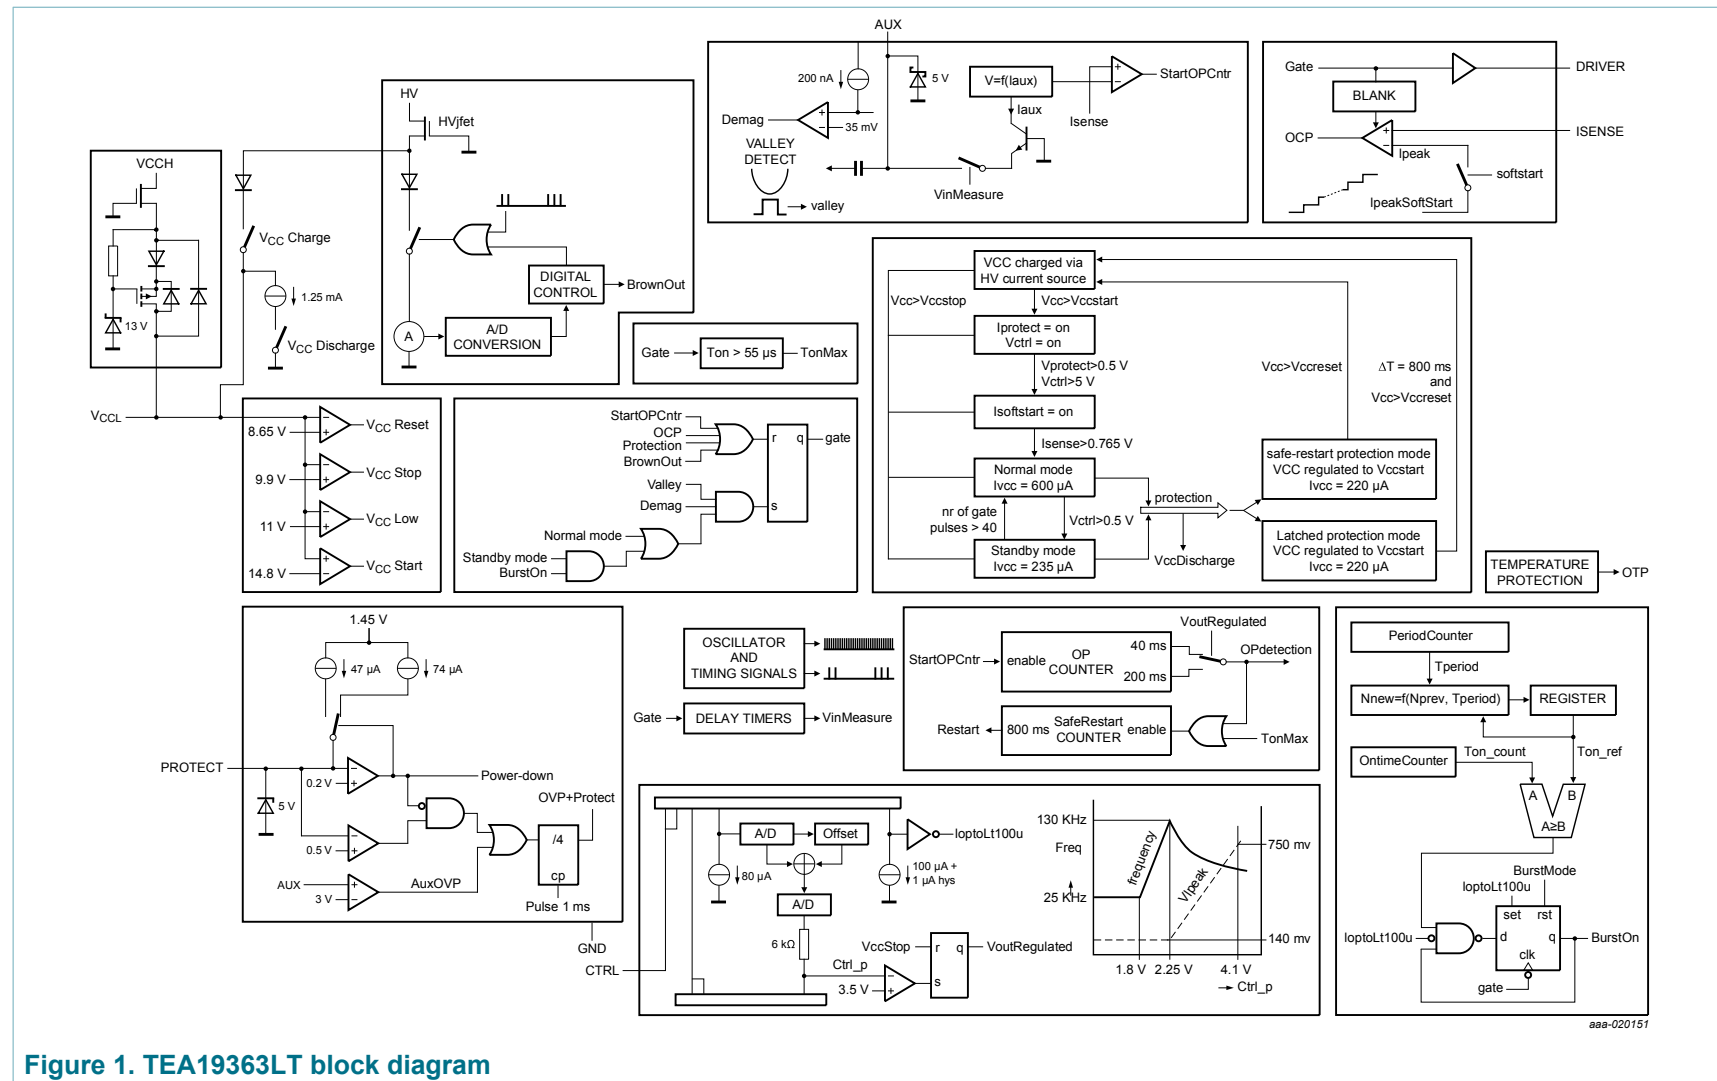 AUX
200 nA
5 V
V=f(Iaux)
StartOPCntr
Iaux
Isense
Demag
35 mV
VALLEY
DETECT
valley
VinMeasure
Gate
DRIVER
BLANK
OCP
ISENSE
Ipeak
softstart
IpeakSoftStart
HV
HVjfet
DIGITAL
CONTROL
BrownOut
A
A/D
CONVERSION
VCCH
13 V
VCC Charge
1.25 mA
VCC Discharge
VCCL
Gate
Ton > 55 µs
TonMax
VCC charged via
HV current source
Vcc>Vccstop
Vcc>Vccstart
Iprotect = on
Vctrl = on
Vprotect>0.5 V
Vctrl>5 V
Isoftstart = on
Isense>0.765 V
Normal mode
Ivcc = 600 µA
nr of gate
pulses > 40
Vctrl>0.5 V
Standby mode
Ivcc = 235 µA
protection
VccDischarge
Vcc>Vccreset
ΔT = 800 ms
and
Vcc>Vccreset
safe-restart protection mode
VCC regulated to Vccstart
Ivcc = 220 µA
Latched protection mode
VCC regulated to Vccstart
Ivcc = 220 µA
TEMPERATURE
PROTECTION
OTP
8.65 V
VCC Reset
9.9 V
VCC Stop
11 V
VCC Low
14.8 V
VCC Start
StartOPCntr
OCP
Protection
BrownOut
r
q
gate
Valley
Demag
s
Normal mode
Standby mode
BurstOn
1.45 V
47 µA
74 µA
PROTECT
0.2 V
Power-down
5 V
OVP+Protect
0.5 V
/4
cp
AUX
AuxOVP
3 V
Pulse 1 ms
GND
OSCILLATOR
AND
TIMING SIGNALS
Gate
DELAY TIMERS
VinMeasure
VoutRegulated
StartOPCntr
enable
OP
COUNTER
40 ms
200 ms
OPdetection
Restart
800 ms
SafeRestart
COUNTER
enable
TonMax
CTRL
A/D
Offset
loptoLt100u
80 µA
100 µA +
1 µA hys
A/D
6 kΩ
Ctrl_p
3.5 V
VccStop
r
q
s
VoutRegulated
130 KHz
Freq
25 KHz
frequency
VIpeak
750 mv
140 mv
1.8 V
2.25 V
4.1 V
Ctrl_p
PeriodCounter
Tperiod
Nnew=f(Nprev, Tperiod)
REGISTER
Ton_count
Ton_ref
OntimeCounter
A
B
A≥B
BurstMode
loptoLt100u
set
rst
loptoLt100u
d
q
BurstOn
clk
gate
aaa-020151
Figure 1. TEA19363LT block diagram